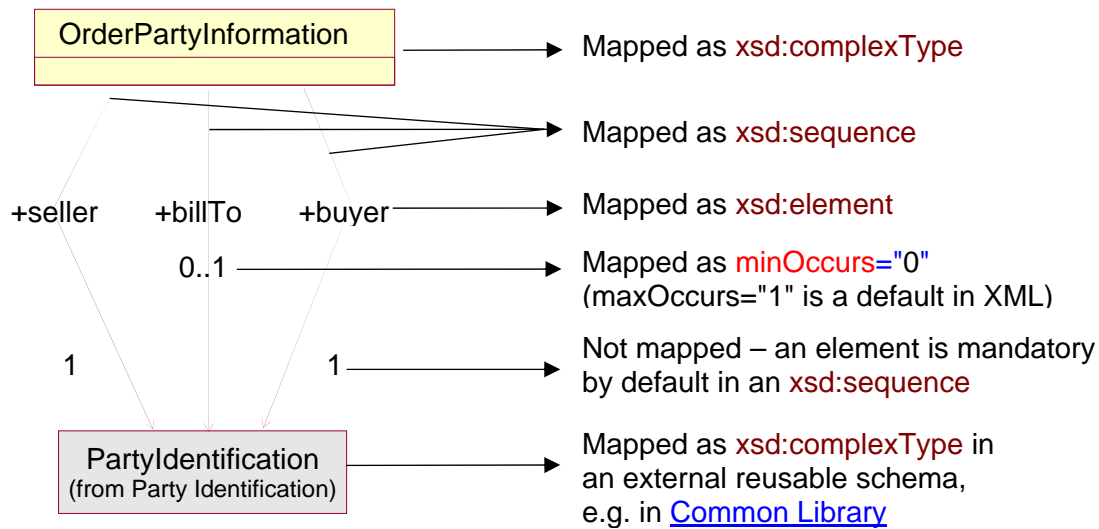 OrderPartyInformation
Mapped as xsd:complexType
Mapped as xsd:sequence
+seller
+billTo
+buyer
Mapped as xsd:element
0..1
Mapped as minOccurs="0"
(maxOccurs="1" is a default in XML)
1
1
Not mapped – an element is mandatory
by default in an xsd:sequence
PartyIdentification
(from Party Identification)
Mapped as xsd:complexType in
an external reusable schema,
e.g. in Common Library